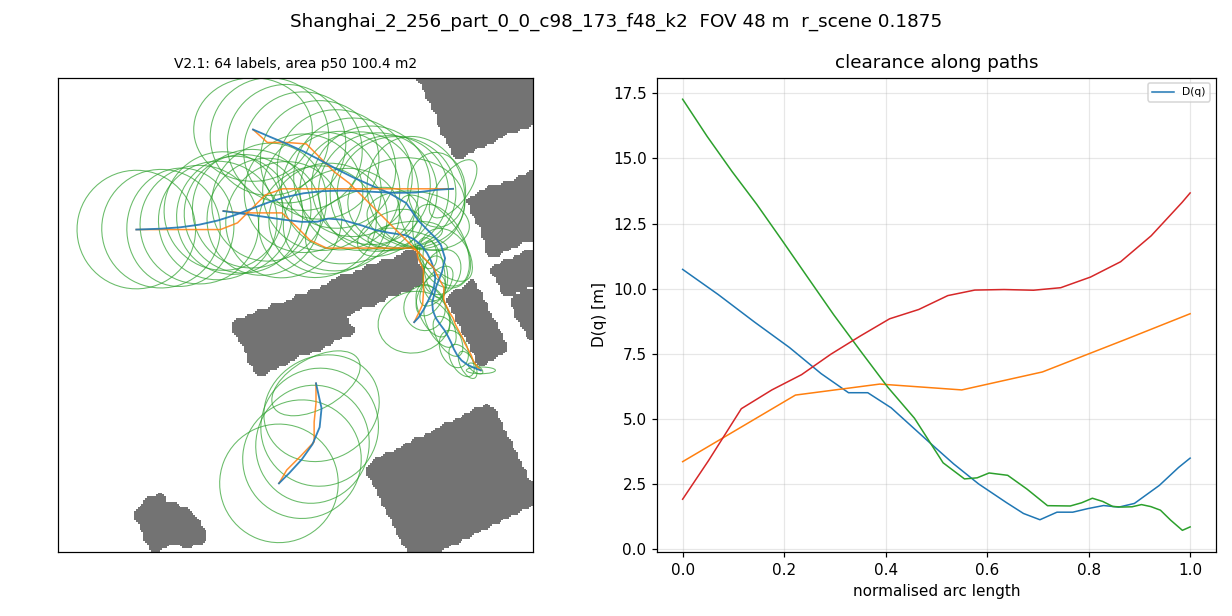 Shanghai_2_256_part_0_0_c98_173_f48_k2  FOV 48 m  r_scene 0.1875
V2.1: 64 labels, area p50 100.4 m2
clearance along paths
D(q)
D(q) [m]
17.5
15.0
12.5
10.0
7.5
5.0
2.5
0.0
0.0
0.2
0.4
0.6
0.8
1.0
normalised arc length